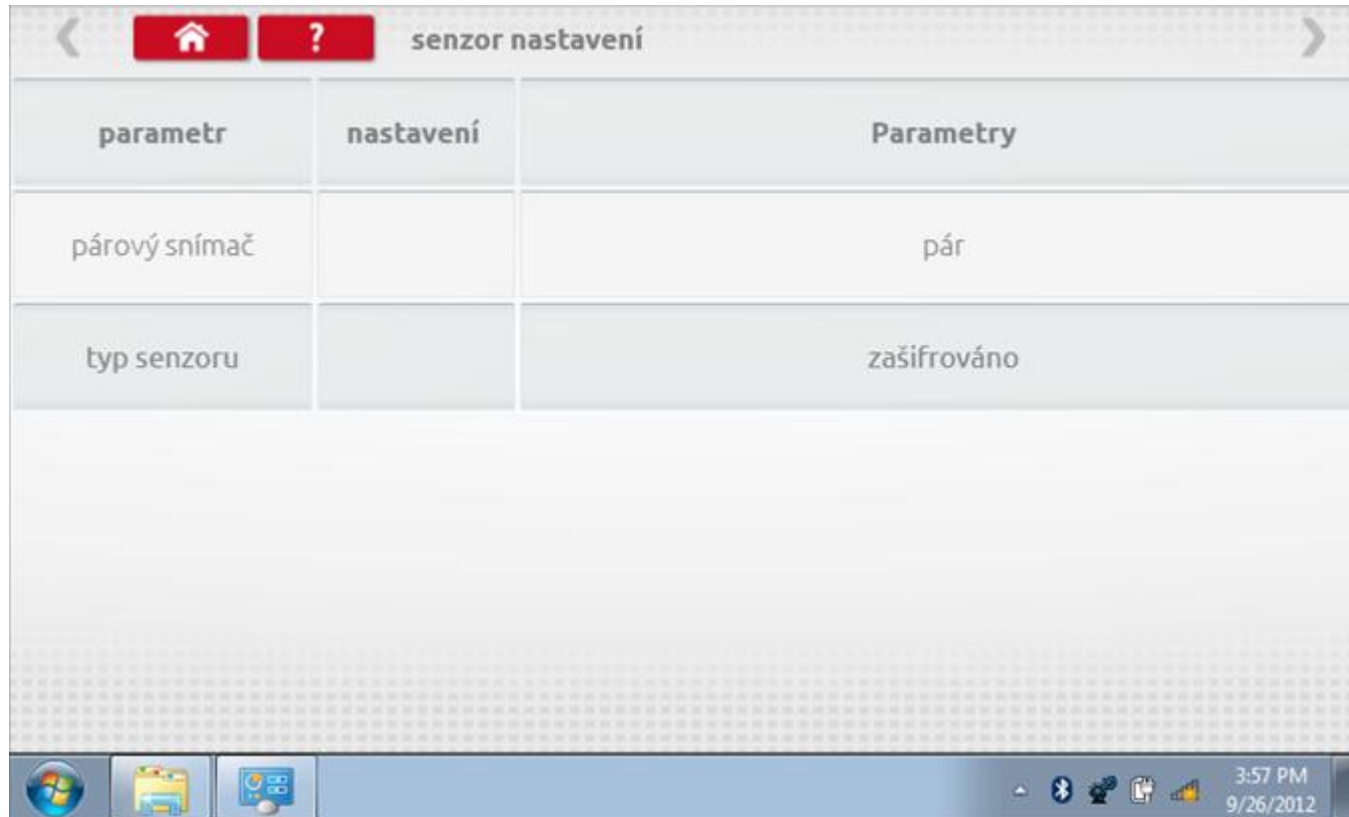 ? senzor nastavení
parametr nastavení Parametry
párový snímač pár
typ senzoru zašifrováno
3:57 PM
9/26/2012